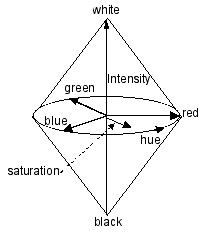 white
Intensity
green
red
blue
hue
saturation
black